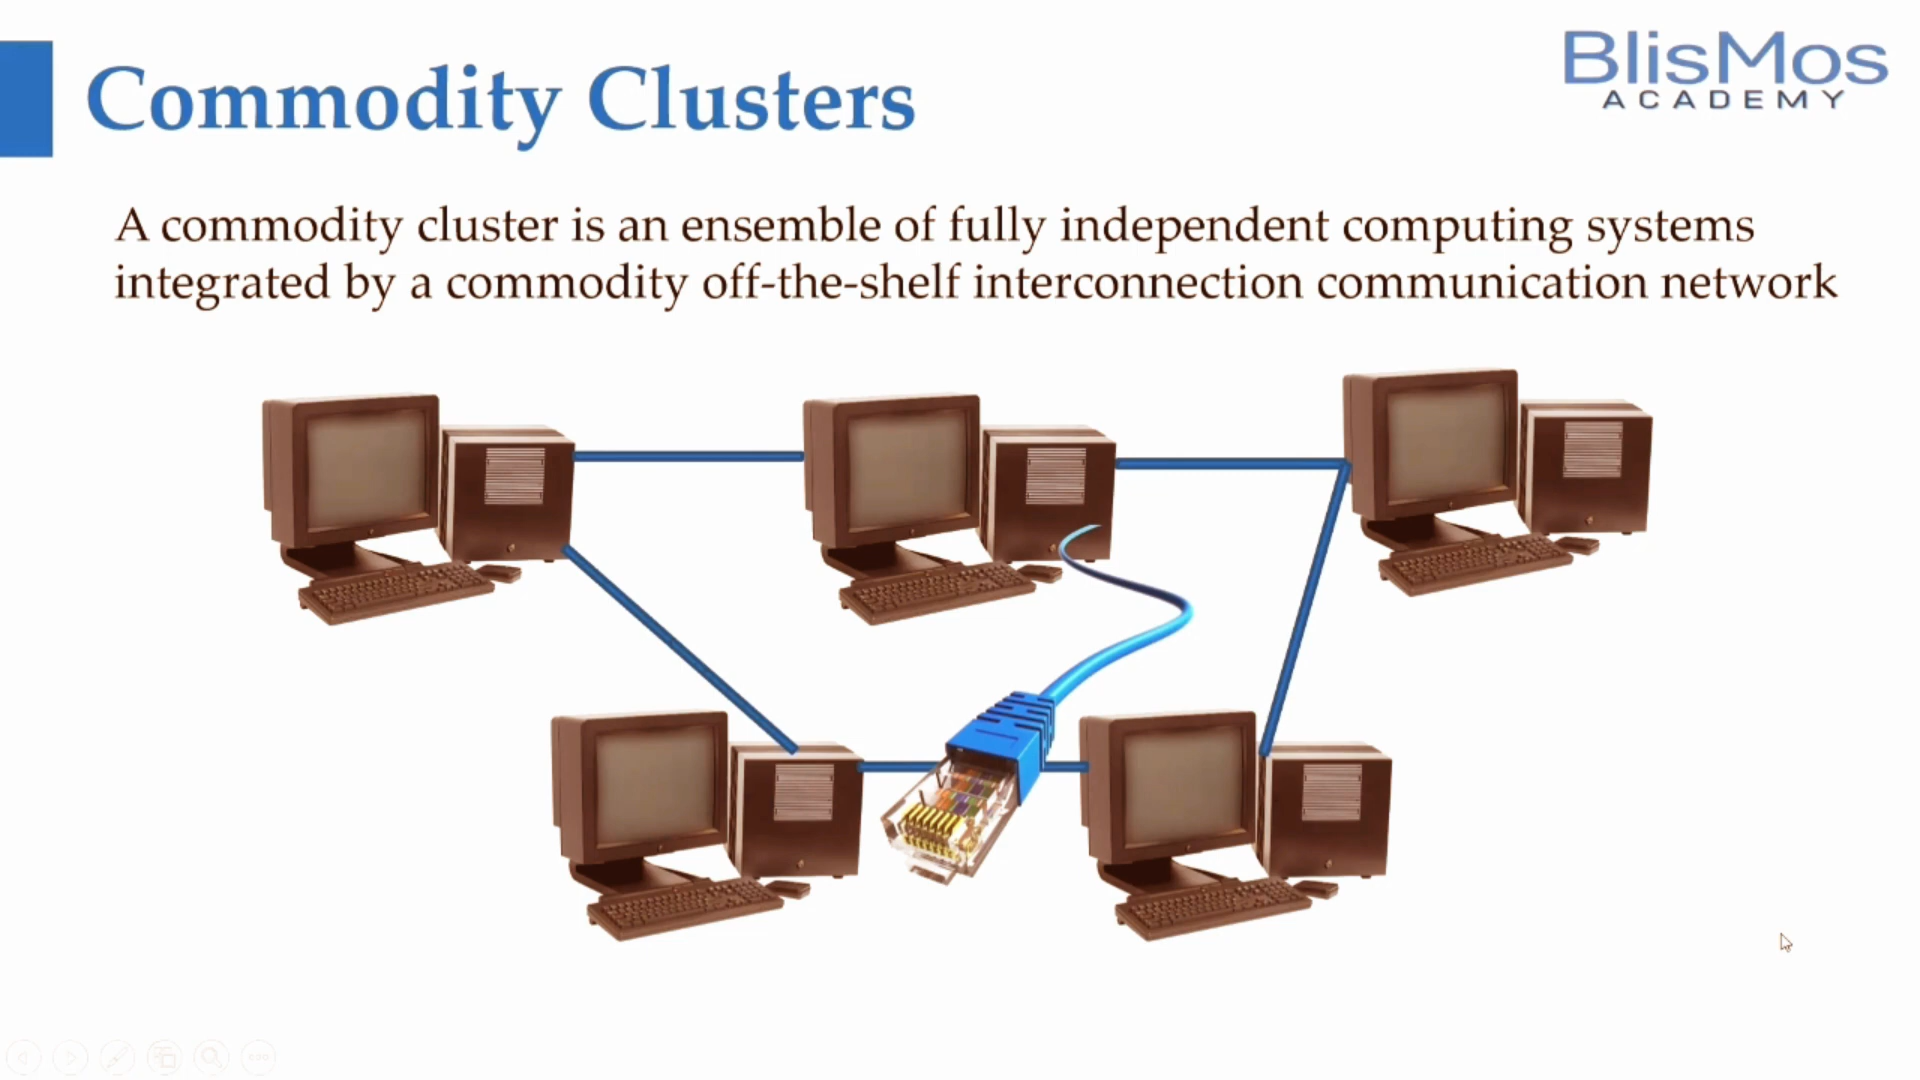 Commodity Clusters
BlisMos
ACADEMY
A commodity cluster is an ensemble of fully independent computing systems
integrated by a commodity off-the-shelf interconnection communication network